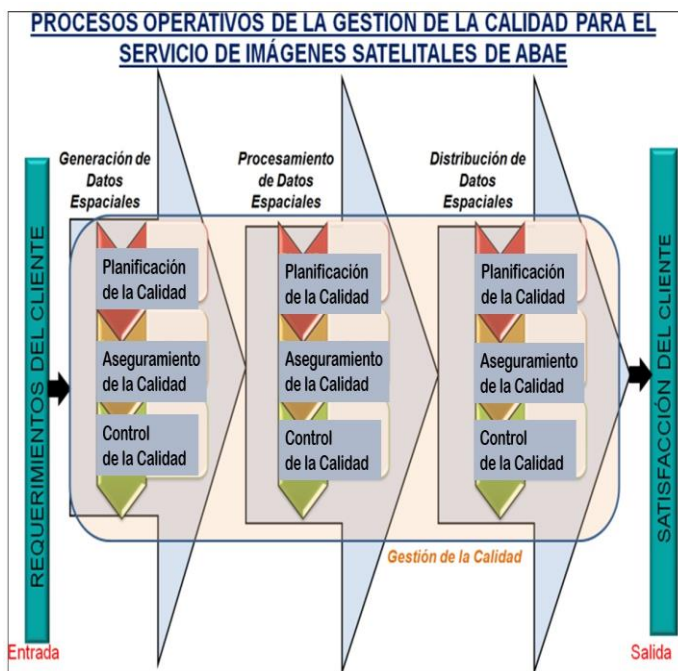 PROCESOS OPERATIVOS DE LA GESTIÓN DE LA CALIDAD PARA EL
SERVICIO DE IMÁGENES SATELITALES DE ABAE
REQUERIMIENTOS DEL CLIENTE
Entrada
Generación de
Datos
Espaciales
Planificación
de la Calidad
Aseguramiento
de la Calidad
Control
de la Calidad
Procesamiento
de Datos
Espaciales
Planificación
de la Calidad
Aseguramiento
de la Calidad
Control
de la Calidad
Distribución de
Datos
Espaciales
Planificación
de la Calidad
Aseguramiento
de la Calidad
Control
de la Calidad
Gestión de la Calidad
SATISFACCIÓN DEL CLIENTE
Salida